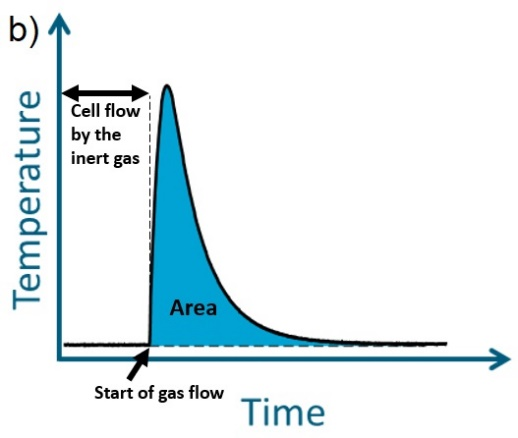 b)
Cell flow
by the
inert gas
Temperature
Area
Start of gas flow
Time